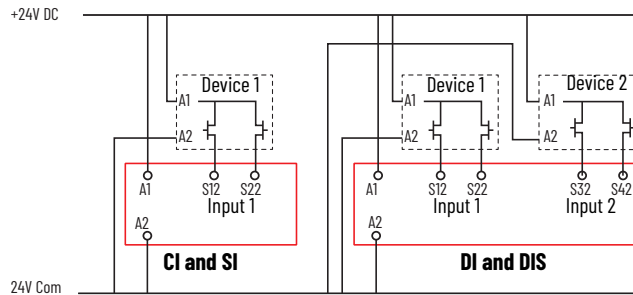 +24V DC
Device 1
A1
A2
A1
S12
S22
Input 1
A2
CI and SI
Device 1
A1
A2
Device 2
A1
A2
A1
S12
S22
Input 1
S32
S42
Input 2
A2
DI and DIS
24V Com